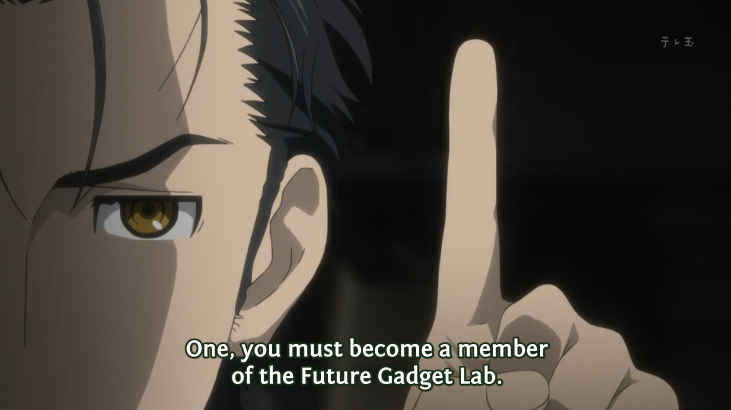 テレ玉
One, you must become a member
of the Future Gadget Lab.